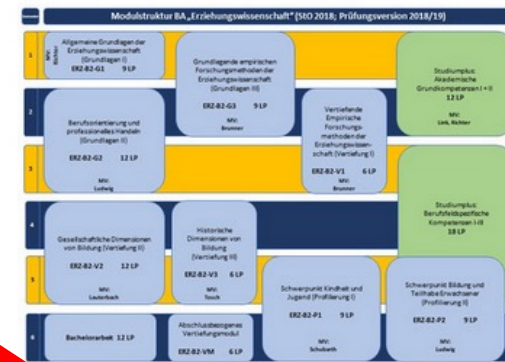 Modulstruktur BA „Erziehungswissenschaft“ (StO 2018; Prüfungsversion 2018/19)
1
Allgemeine Grundlagen der
Erziehungswissenschaft
(Grundlagen I)
ERZ-B2-G1 9 LP
MV:
Richter
Grundlegende empirischen
Forschungsmethoden der
Erziehungswissenschaft
(Grundlagen III)
ERZ-B2-G3 9 LP
MV:
Brunner
Studiumplus:
Akademische
Grundkompetenzen I + II
12 LP
MV:
Link, Richter
2
Berufsorientierung und
professionelles Handeln
(Grundlagen II)
ERZ-B2-G2 12 LP
MV:
Ludwig
Vertiefende
Empirische
Forschungs-
methoden der
Erziehungswissen-
schaft (Vertiefung I)
ERZ-B2-V1 6 LP
MV:
Brunner
3
Studiumplus:
Berufsfeldspezifische
Kompetenzen I-III
18 LP
4
Gesellschaftliche Dimensionen
von Bildung (Vertiefung II)
ERZ-B2-V2 12 LP
MV:
Lauterbach
Historische
Dimensionen von
Bildung
(Vertiefung III)
ERZ-B2-V3 6 LP
MV:
Tosch
5
Schwerpunkt Kindheit und
Jugend (Profilierung I)
ERZ-B2-P1 9 LP
MV:
Schubarth
Schwerpunkt Bildung und
Teilhabe Erwachsener
(Profilierung II)
ERZ-B2-P2 9 LP
MV:
Ludwig
6
Bachelorarbeit 12 LP
Abschlussbezogenes
Vertiefungsmodul
ERZ-B2-VM 6 LP